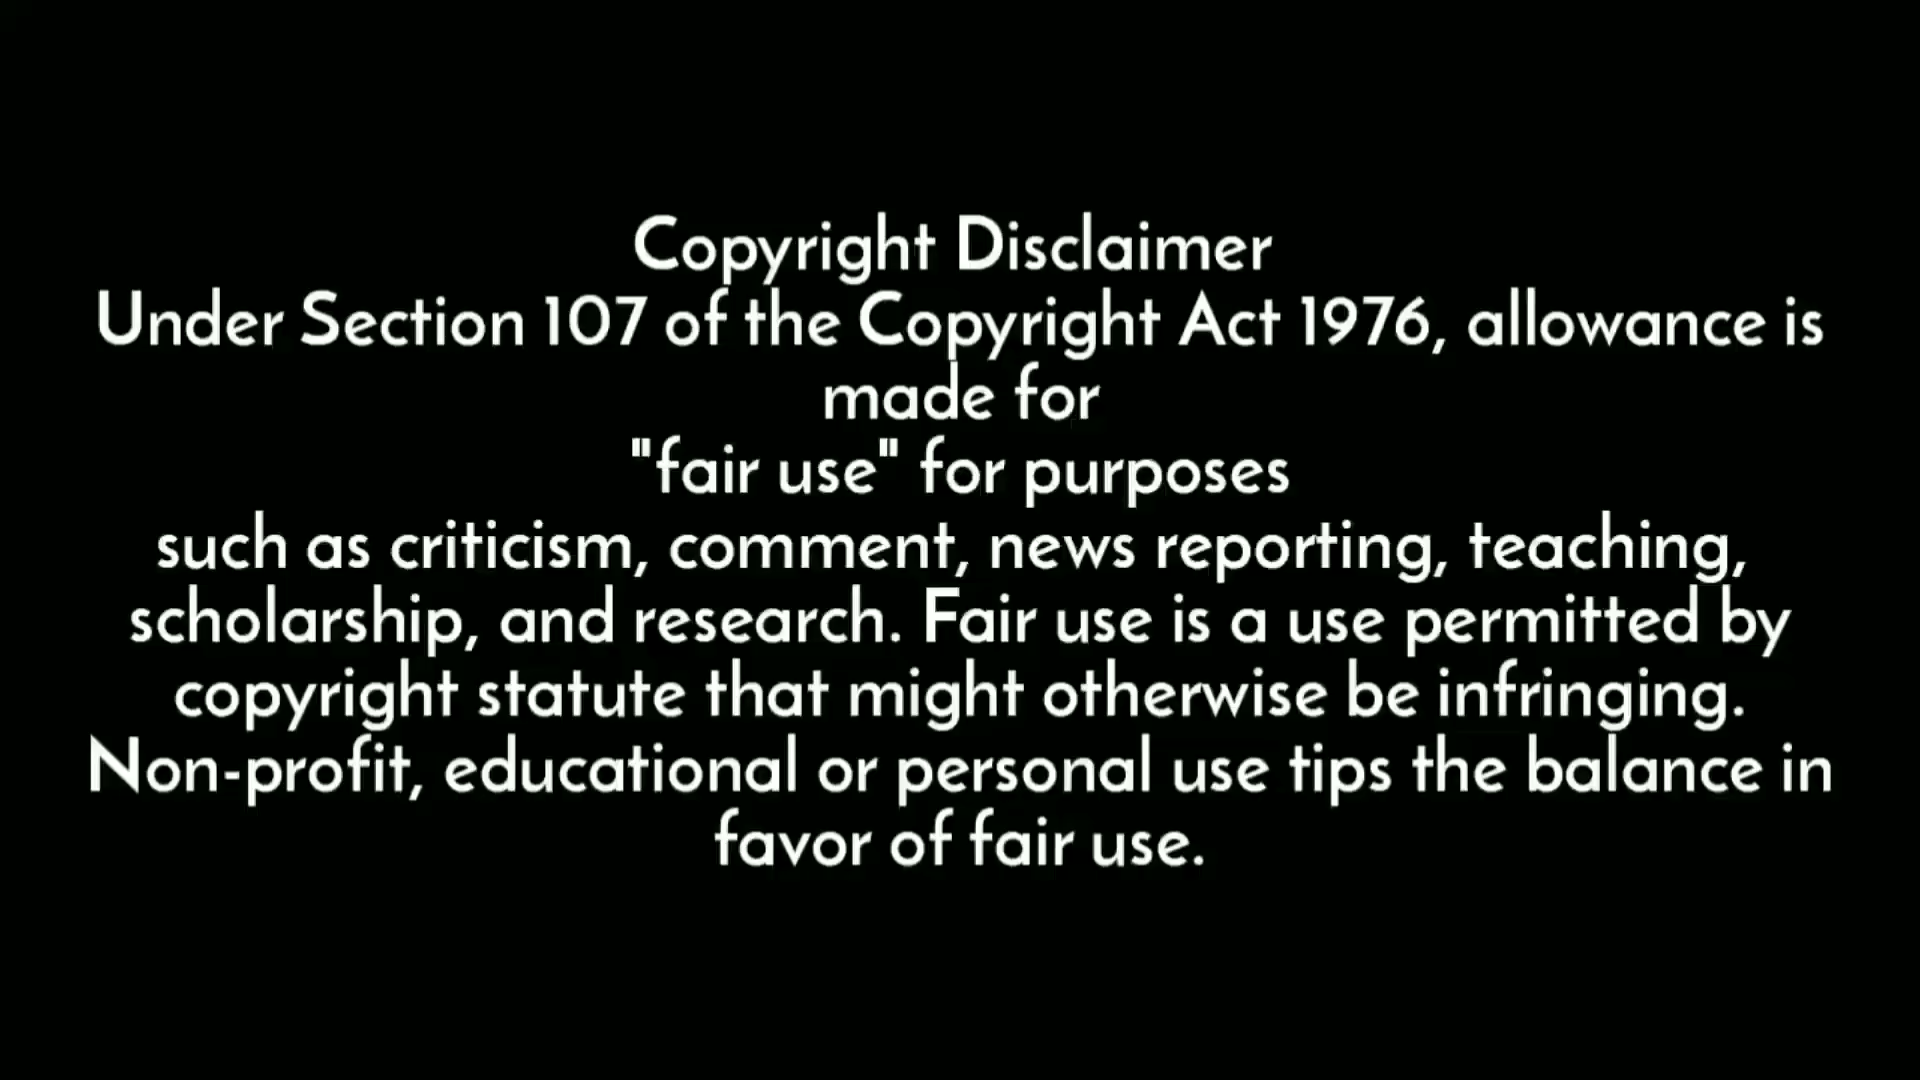 Copyright Disclaimer
Under Section 107 of the Copyright Act 1976, allowance is
made for
"fair use" for purposes
such as criticism, comment, news reporting, teaching,
scholarship, and research. Fair use is a use permitted by
copyright statute that might otherwise be infringing.
Non-profit, educational or personal use tips the balance in
favor of fair use.